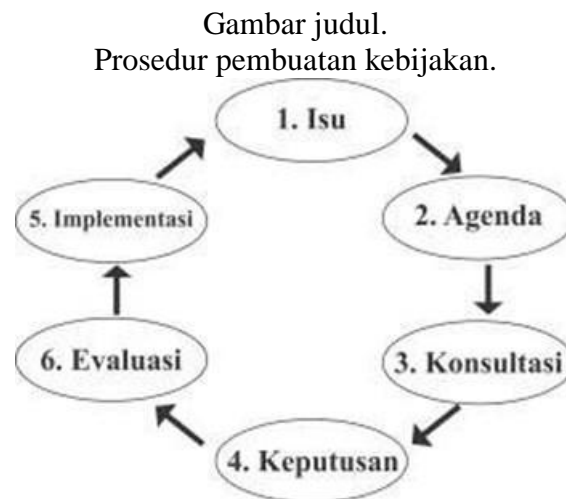 Gambar judul.
Prosedur pembuatan kebijakan.
1. Isu
2. Agenda
3. Konsultasi
4. Keputusan
6. Evaluasi
5. Implementasi